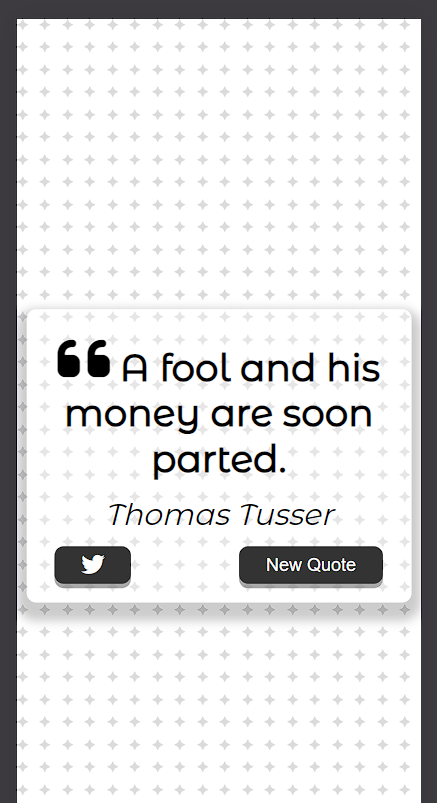 ❝ A fool and his
money are soon
parted.
Thomas Tusser
New Quote